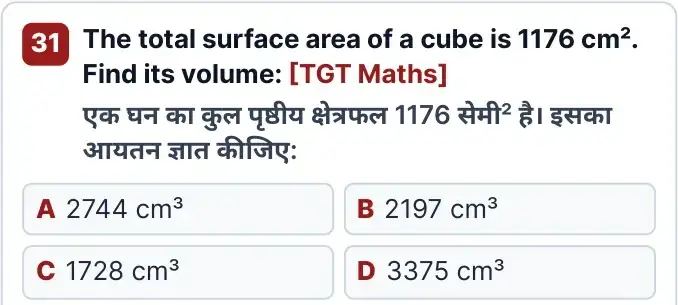 31 The total surface area of a cube is 1176 cm².
Find its volume: [TGT Maths]
एक घन का कुल पृष्ठीय क्षेत्रफल 1176 सेमी² है। इसका
आयतन ज्ञात कीजिए:
A 2744 cm³ B 2197 cm³
C 1728 cm³ D 3375 cm³